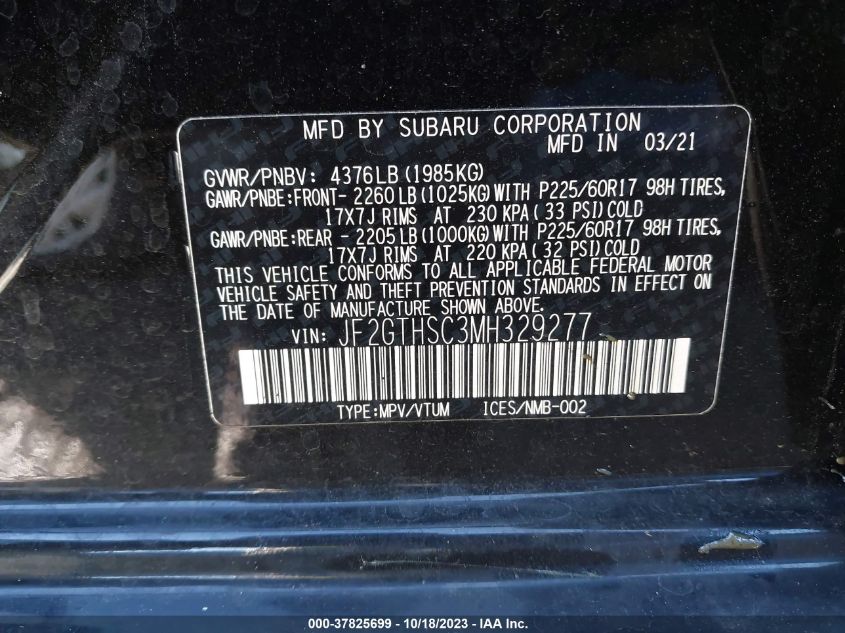 MFD BY SUBARU CORPORATION
MFD IN 03/21
GVWR/PNBV: 4376LB (1985KG)
GAWR/PNBE:FRONT- 2260 LB (1025KG) WITH P225/60R17 98H TIRES,
17X7J RIMS AT 230 KPA ( 33 PSI) COLD
GAWR/PNBE:REAR - 2205 LB (1000KG) WITH P225/60R17 98H TIRES,
17X7J RIMS AT 220 KPA ( 32 PSI) COLD
THIS VEHICLE CONFORMS TO ALL APPLICABLE FEDERAL MOTOR
VEHICLE SAFETY AND THEFT PREVENTION STANDARDS IN EFFECT ON
THE DATE OF MANUFACTURE SHOWN ABOVE.
VIN: JF2GTHSC3MH329277
TYPE:MPV/VTUM ICES/NMB-002
000-37825699 - 10/18/2023 - IAA Inc.